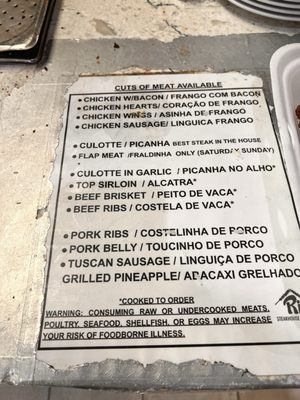 CUTS OF MEAT AVAILABLE
• CHICKEN W/BACON / FRANGO COM BACON
• CHICKEN HEARTS/ CORAÇÃO DE FRANGO
• CHICKEN WINGS / ASINHA DE FRANGO
• CHICKEN SAUSAGE/ LINGUICA FRANGO
• CULOTTE / PICANHA BEST STEAK IN THE HOUSE
• FLAP MEAT /FRALDINHA ONLY (SATURDAY SUNDAY)
*
• CULOTTE IN GARLIC / PICANHA NO ALHO*
• TOP SIRLOIN / ALCATRA*
• BEEF BRISKET / PEITO DE VACA*
• BEEF RIBS / COSTELA DE VACA*
• PORK RIBS / COSTELINHA DE PORCO
• PORK BELLY / TOUCINHO DE PORCO
• TUSCAN SAUSAGE / LINGUIÇA DE PORCO
GRILLED PINEAPPLE/ ABACAXI GRELHADO
*COOKED TO ORDER
WARNING: CONSUMING RAW OR UNDERCOOKED MEATS,
POULTRY, SEAFOOD, SHELLFISH, OR EGGS MAY INCREASE
YOUR RISK OF FOODBORNE ILLNESS.
STEAKHOUSE